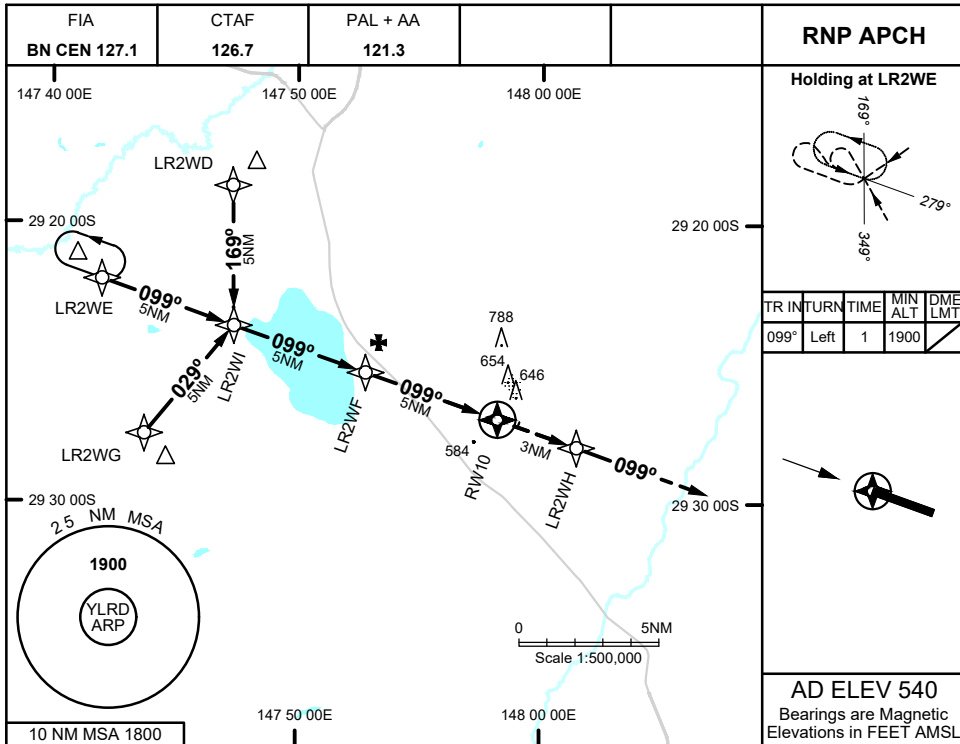 FIA
BN CEN 127.1
CTAF
126.7
PAL + AA
121.3
RNP APCH
147 40 00E
147 50 00E
148 00 00E
LR2WD
29 20 00S
29 20 00S
169°
5NM
LR2WE
099°
5NM
LR2WI
099°
5NM
029°
5NM
LR2WG
LR2WF
099°
5NM
788
654
646
584
RW10
3NM
LR2WH
099°
29 30 00S
29 30 00S
25 NM MSA
1900
YLRD
ARP
0 5NM
Scale 1:500,000
147 50 00E
148 00 00E
10 NM MSA 1800
Holding at LR2WE
169°
279°
349°
TR IN TURN TIME MIN ALT DME LMT
099° Left 1 1900
AD ELEV 540
Bearings are Magnetic
Elevations in FEET AMSL